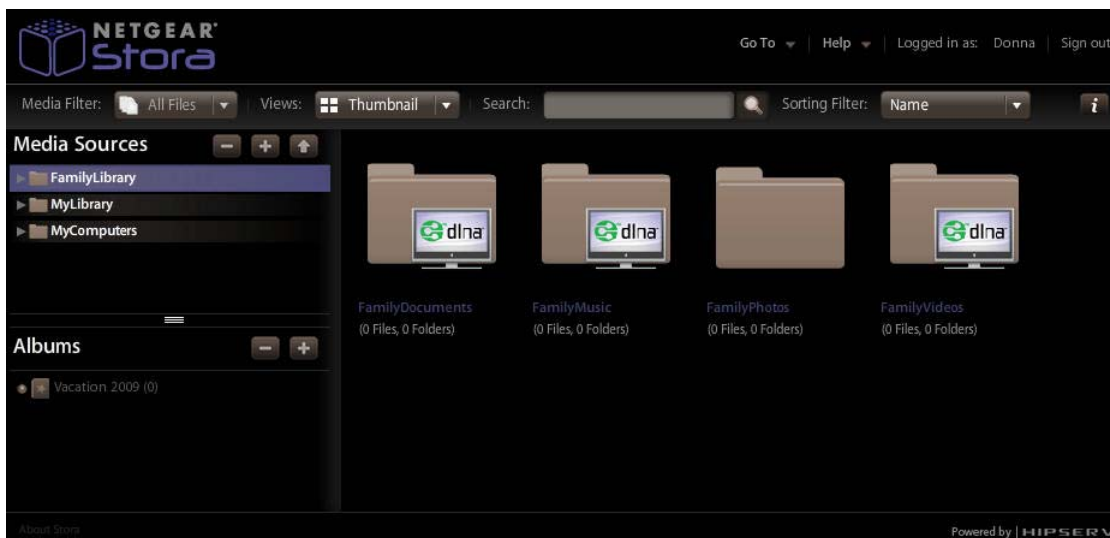 NETGEAR®
Stora
Go To | Help | Logged in as: Donna | Sign out
Media Filter: All Files Views: Thumbnail Search: Sorting Filter: Name i
Media Sources
FamilyLibrary
MyLibrary
MyComputers
dlna dlna dlna
FamilyDocuments FamilyMusic FamilyPhotos FamilyVideos
(0 Files, 0 Folders) (0 Files, 0 Folders) (0 Files, 0 Folders) (0 Files, 0 Folders)
Albums
Vacation 2009 (0)
About Stora
Powered by | HIPSERV